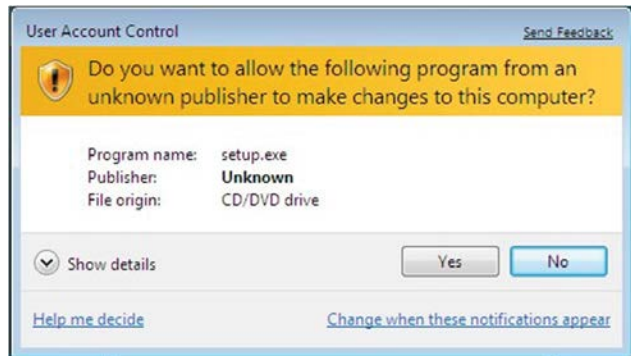 User Account Control
Send Feedback
Do you want to allow the following program from an
unknown publisher to make changes to this computer?
Program name: setup.exe
Publisher: Unknown
File origin: CD/DVD drive
Show details
Yes
No
Help me decide
Change when these notifications appear